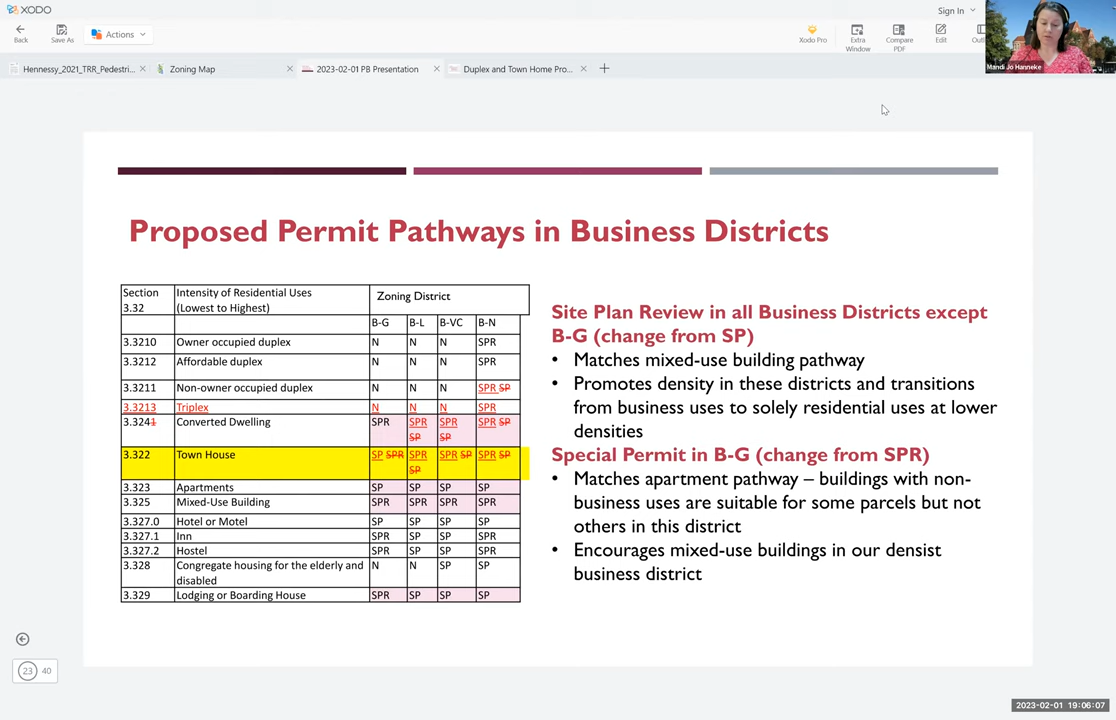 XODO
Sign In
Back
Save As
Actions
Xodo Pro
Extra Window
Compare PDF
Edit
Mandi Jo Hanneke
Hennessy_2021_TRR_Pedestri...
Zoning Map
2023-02-01 PB Presentation
Duplex and Town Home Pro...
Proposed Permit Pathways in Business Districts
Section 3.32 Intensity of Residential Uses (Lowest to Highest) Zoning District
B-G B-L B-VC B-N
3.3210 Owner occupied duplex N N N SPR
3.3212 Affordable duplex N N N SPR
3.3211 Non-owner occupied duplex N N N SPR SP
3.3213 Triplex N N N SPR
3.3241 Converted Dwelling SPR SPR SP SPR SP SPR SP
3.322 Town House SP SPR SPR SP SPR SP SPR SP
3.323 Apartments SP SP SP SP
3.325 Mixed-Use Building SPR SPR SPR SPR
3.327.0 Hotel or Motel SP SP SP SP
3.327.1 Inn SPR SP SP SPR
3.327.2 Hostel SPR SP SP SPR
3.328 Congregate housing for the elderly and disabled N N SP SP
3.329 Lodging or Boarding House SPR SP SP SP
Site Plan Review in all Business Districts except
B-G (change from SP)
• Matches mixed-use building pathway
• Promotes density in these districts and transitions
from business uses to solely residential uses at lower
densities
Special Permit in B-G (change from SPR)
• Matches apartment pathway – buildings with non-
business uses are suitable for some parcels but not
others in this district
• Encourages mixed-use buildings in our densist
business district
23 40
2023-02-01 19:06:07